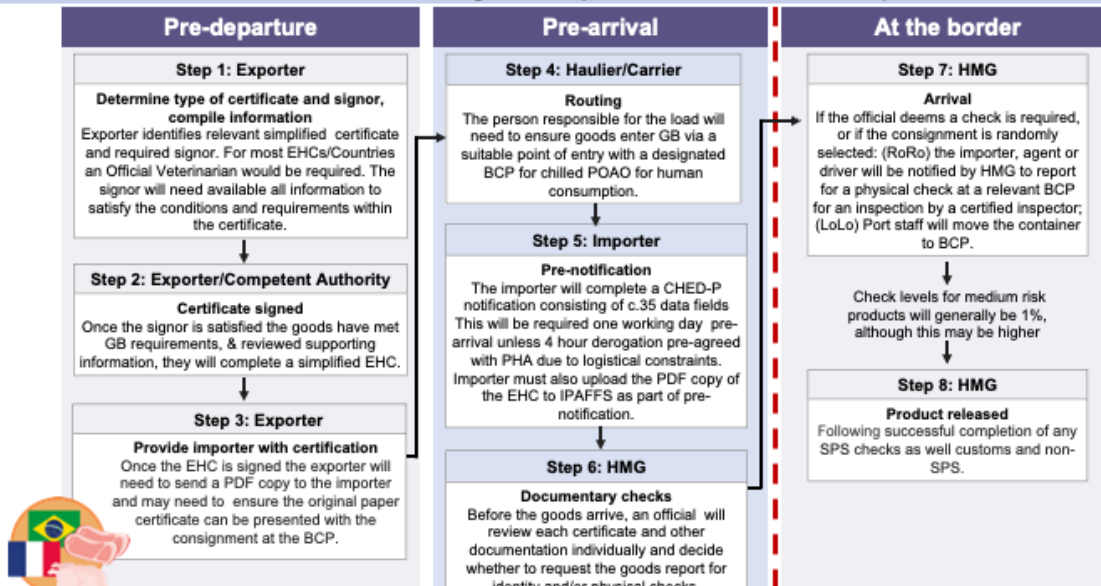 Pre-departure
Step 1: Exporter
Determine type of certificate and signor,
compile information
Exporter identifies relevant simplified certificate
and required signor. For most EHCs/Countries
an Official Veterinarian would be required. The
signor will need available all information to
satisfy the conditions and requirements within
the certificate.
Step 2: Exporter/Competent Authority
Certificate signed
Once the signor is satisfied the goods have met
GB requirements, & reviewed supporting
information, they will complete a simplified EHC.
Step 3: Exporter
Provide importer with certification
Once the EHC is signed the exporter will
need to send a PDF copy to the importer
and may need to ensure the original paper
certificate can be presented with the
consignment at the BCP.
Pre-arrival
Step 4: Haulier/Carrier
Routing
The person responsible for the load will
need to ensure goods enter GB via a
suitable point of entry with a designated
BCP for chilled POAO for human
consumption.
Step 5: Importer
Pre-notification
The importer will complete a CHED-P
notification consisting of c.35 data fields
This will be required one working day pre-
arrival unless 4 hour derogation pre-agreed
with PHA due to logistical constraints.
Importer must also upload the PDF copy of
the EHC to IPAFFS as part of pre-
notification.
Step 6: HMG
Documentary checks
Before the goods arrive, an official will
review each certificate and other
documentation individually and decide
whether to request the goods report for
identity and/or physical checks
At the border
Step 7: HMG
Arrival
If the official deems a check is required,
or if the consignment is randomly
selected: (RoRo) the importer, agent or
driver will be notified by HMG to report
for a physical check at a relevant BCP
for an inspection by a certified inspector;
(LoLo) Port staff will move the container
to BCP.
Check levels for medium risk
products will generally be 1%,
although this may be higher
Step 8: HMG
Product released
Following successful completion of any
SPS checks as well customs and non-
SPS.